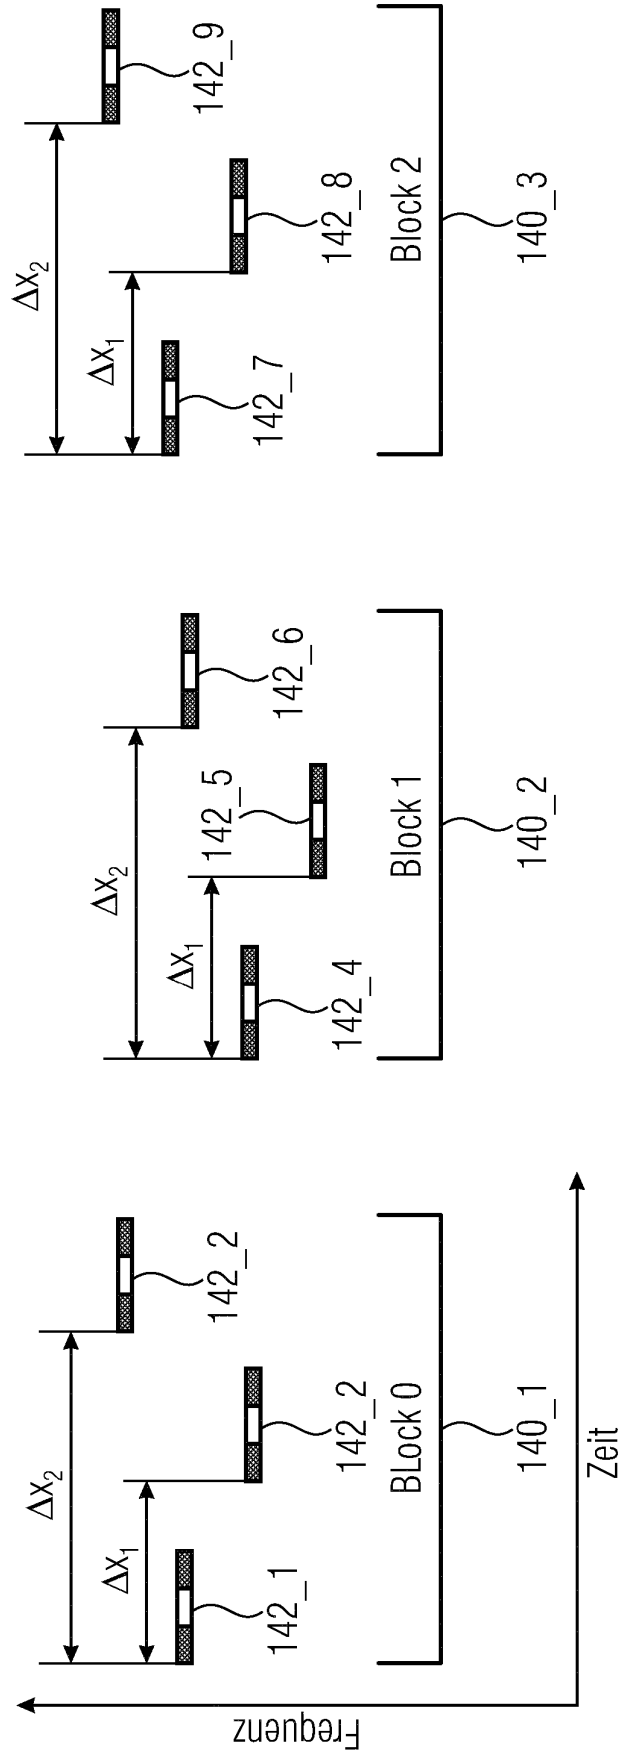 Frequenz
Zeit
Δx₂
Δx₁
142_1
142_2
142_2
BLock 0
140_1
Δx₂
Δx₁
142_4
142_5
142_6
Block 1
140_2
Δx₂
Δx₁
142_7
142_8
142_9
Block 2
140_3